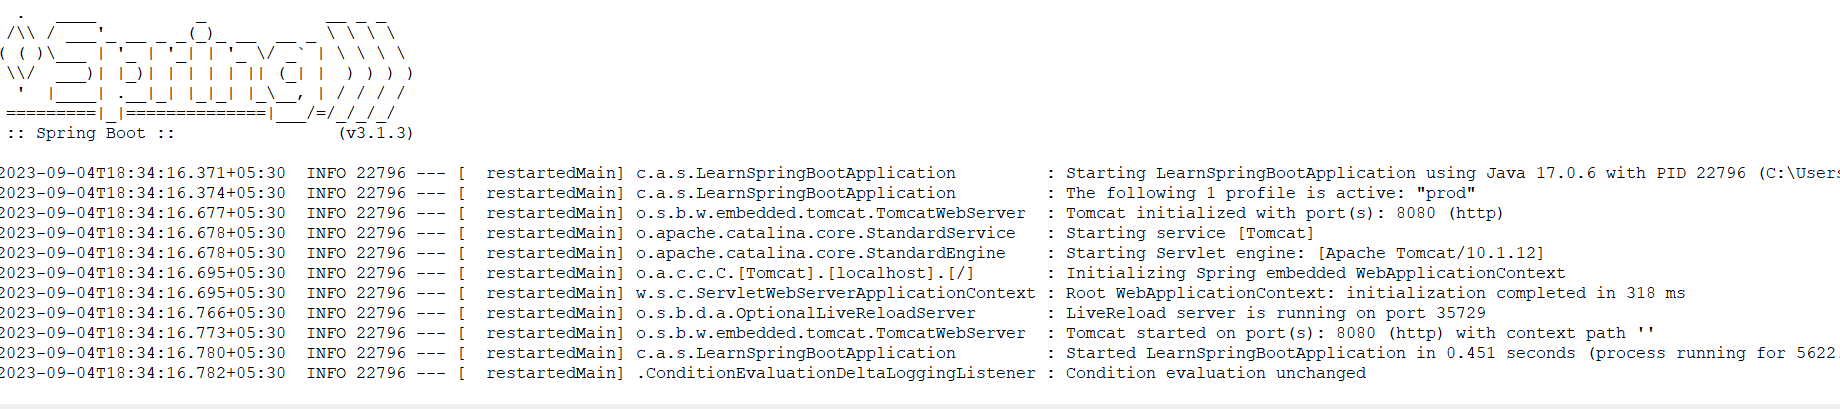 .   ____          _            __ _ _
 /\\ / ___'_ __ _ _(_)_ __  __ _ \ \ \ \
( ( )\___ | '_ | '_| | '_ \/ _` | \ \ \ \
 \\/  ___)| |_)| | | | | || (_| |  ) ) ) )
  '  |____| .__|_| |_|_| |_\__, | / / / /
 =========|_|==============|___/=/_/_/_/
 :: Spring Boot ::                (v3.1.3)
2023-09-04T18:34:16.371+05:30  INFO 22796 --- [  restartedMain] c.a.s.LearnSpringBootApplication         : Starting LearnSpringBootApplication using Java 17.0.6 with PID 22796 (C:\Users
2023-09-04T18:34:16.374+05:30  INFO 22796 --- [  restartedMain] c.a.s.LearnSpringBootApplication         : The following 1 profile is active: "prod"
2023-09-04T18:34:16.677+05:30  INFO 22796 --- [  restartedMain] o.s.b.w.embedded.tomcat.TomcatWebServer  : Tomcat initialized with port(s): 8080 (http)
2023-09-04T18:34:16.678+05:30  INFO 22796 --- [  restartedMain] o.apache.catalina.core.StandardService   : Starting service [Tomcat]
2023-09-04T18:34:16.678+05:30  INFO 22796 --- [  restartedMain] o.apache.catalina.core.StandardEngine    : Starting Servlet engine: [Apache Tomcat/10.1.12]
2023-09-04T18:34:16.695+05:30  INFO 22796 --- [  restartedMain] o.a.c.c.C.[Tomcat].[localhost].[/]       : Initializing Spring embedded WebApplicationContext
2023-09-04T18:34:16.695+05:30  INFO 22796 --- [  restartedMain] w.s.c.ServletWebServerApplicationContext : Root WebApplicationContext: initialization completed in 318 ms
2023-09-04T18:34:16.766+05:30  INFO 22796 --- [  restartedMain] o.s.b.d.a.OptionalLiveReloadServer       : LiveReload server is running on port 35729
2023-09-04T18:34:16.773+05:30  INFO 22796 --- [  restartedMain] o.s.b.w.embedded.tomcat.TomcatWebServer  : Tomcat started on port(s): 8080 (http) with context path ''
2023-09-04T18:34:16.780+05:30  INFO 22796 --- [  restartedMain] c.a.s.LearnSpringBootApplication         : Started LearnSpringBootApplication in 0.451 seconds (process running for 5622.
2023-09-04T18:34:16.782+05:30  INFO 22796 --- [  restartedMain] .ConditionEvaluationDeltaLoggingListener : Condition evaluation unchanged